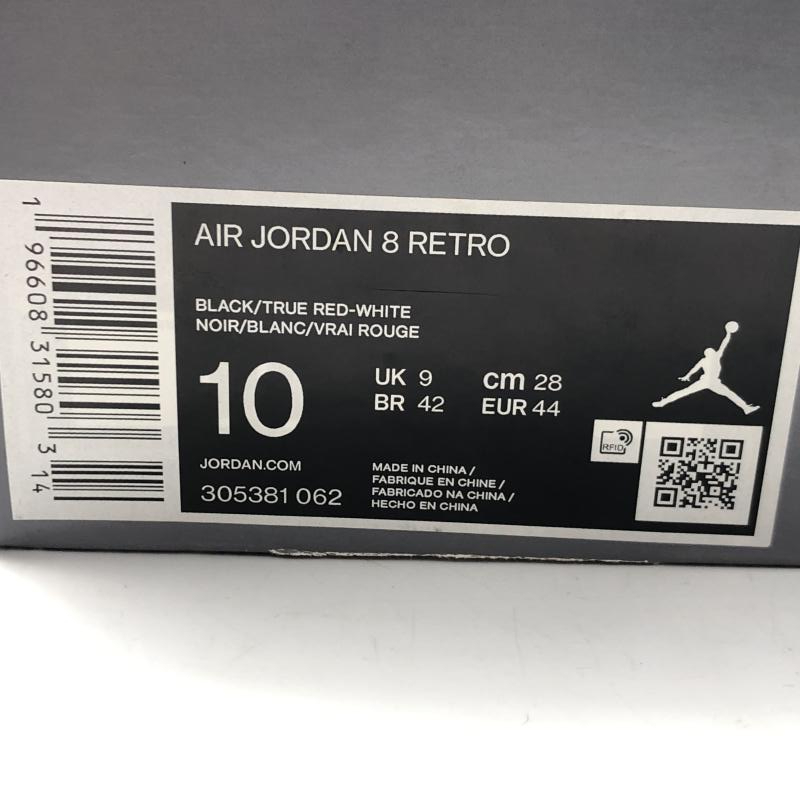 AIR JORDAN 8 RETRO
BLACK/TRUE RED-WHITE
NOIR/BLANC/VRAI ROUGE
10
UK 9 cm 28
BR 42 EUR 44
JORDAN.COM
305381 062
MADE IN CHINA /
FABRIQUE EN CHINE /
FABRICADO NA CHINA /
HECHO EN CHINA
RFID
1 96608 31580 3 14